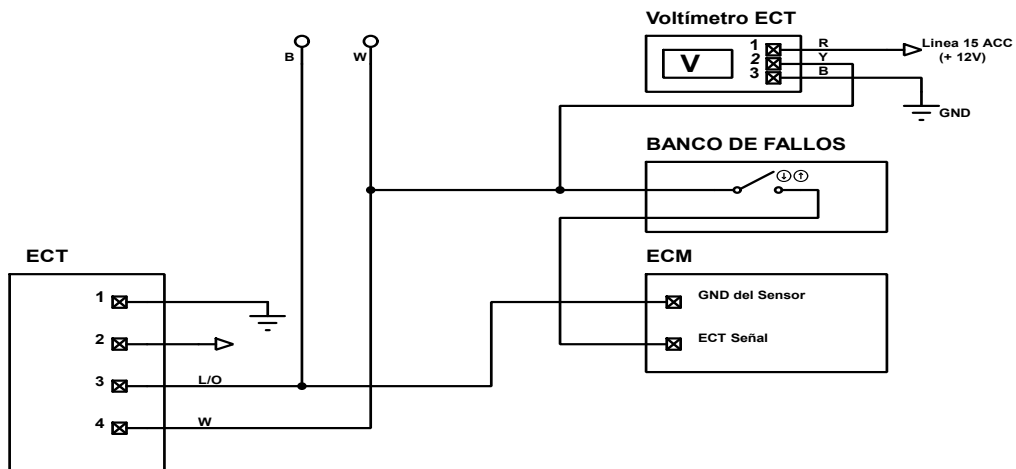 Voltímetro ECT
V
1 R
2 Y
3 B
Linea 15 ACC
(+ 12V)
GND
B W
BANCO DE FALLOS
ECT
1
2
3 L/O
4 W
ECM
GND del Sensor
ECT Señal